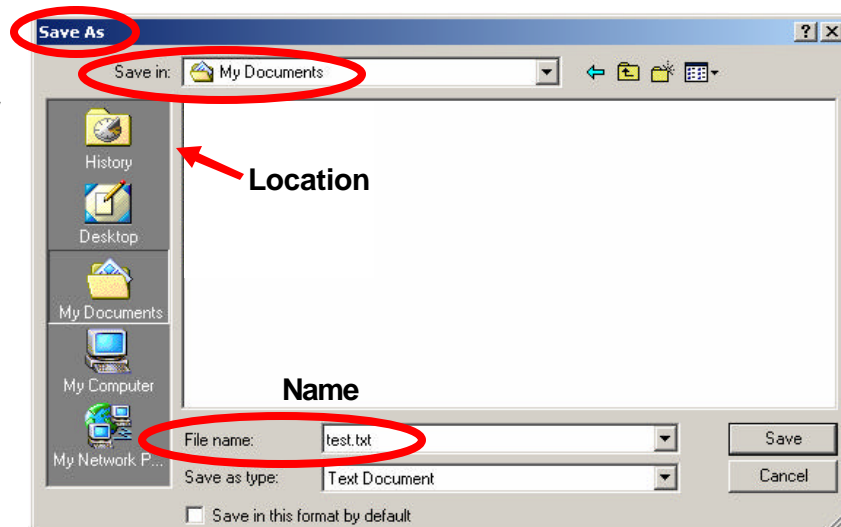 Save As
Save in: My Documents
History
Location
Desktop
My Documents
My Computer
Name
File name: test.txt Save
My Network P...
Save as type: Text Document Cancel
Save in this format by default